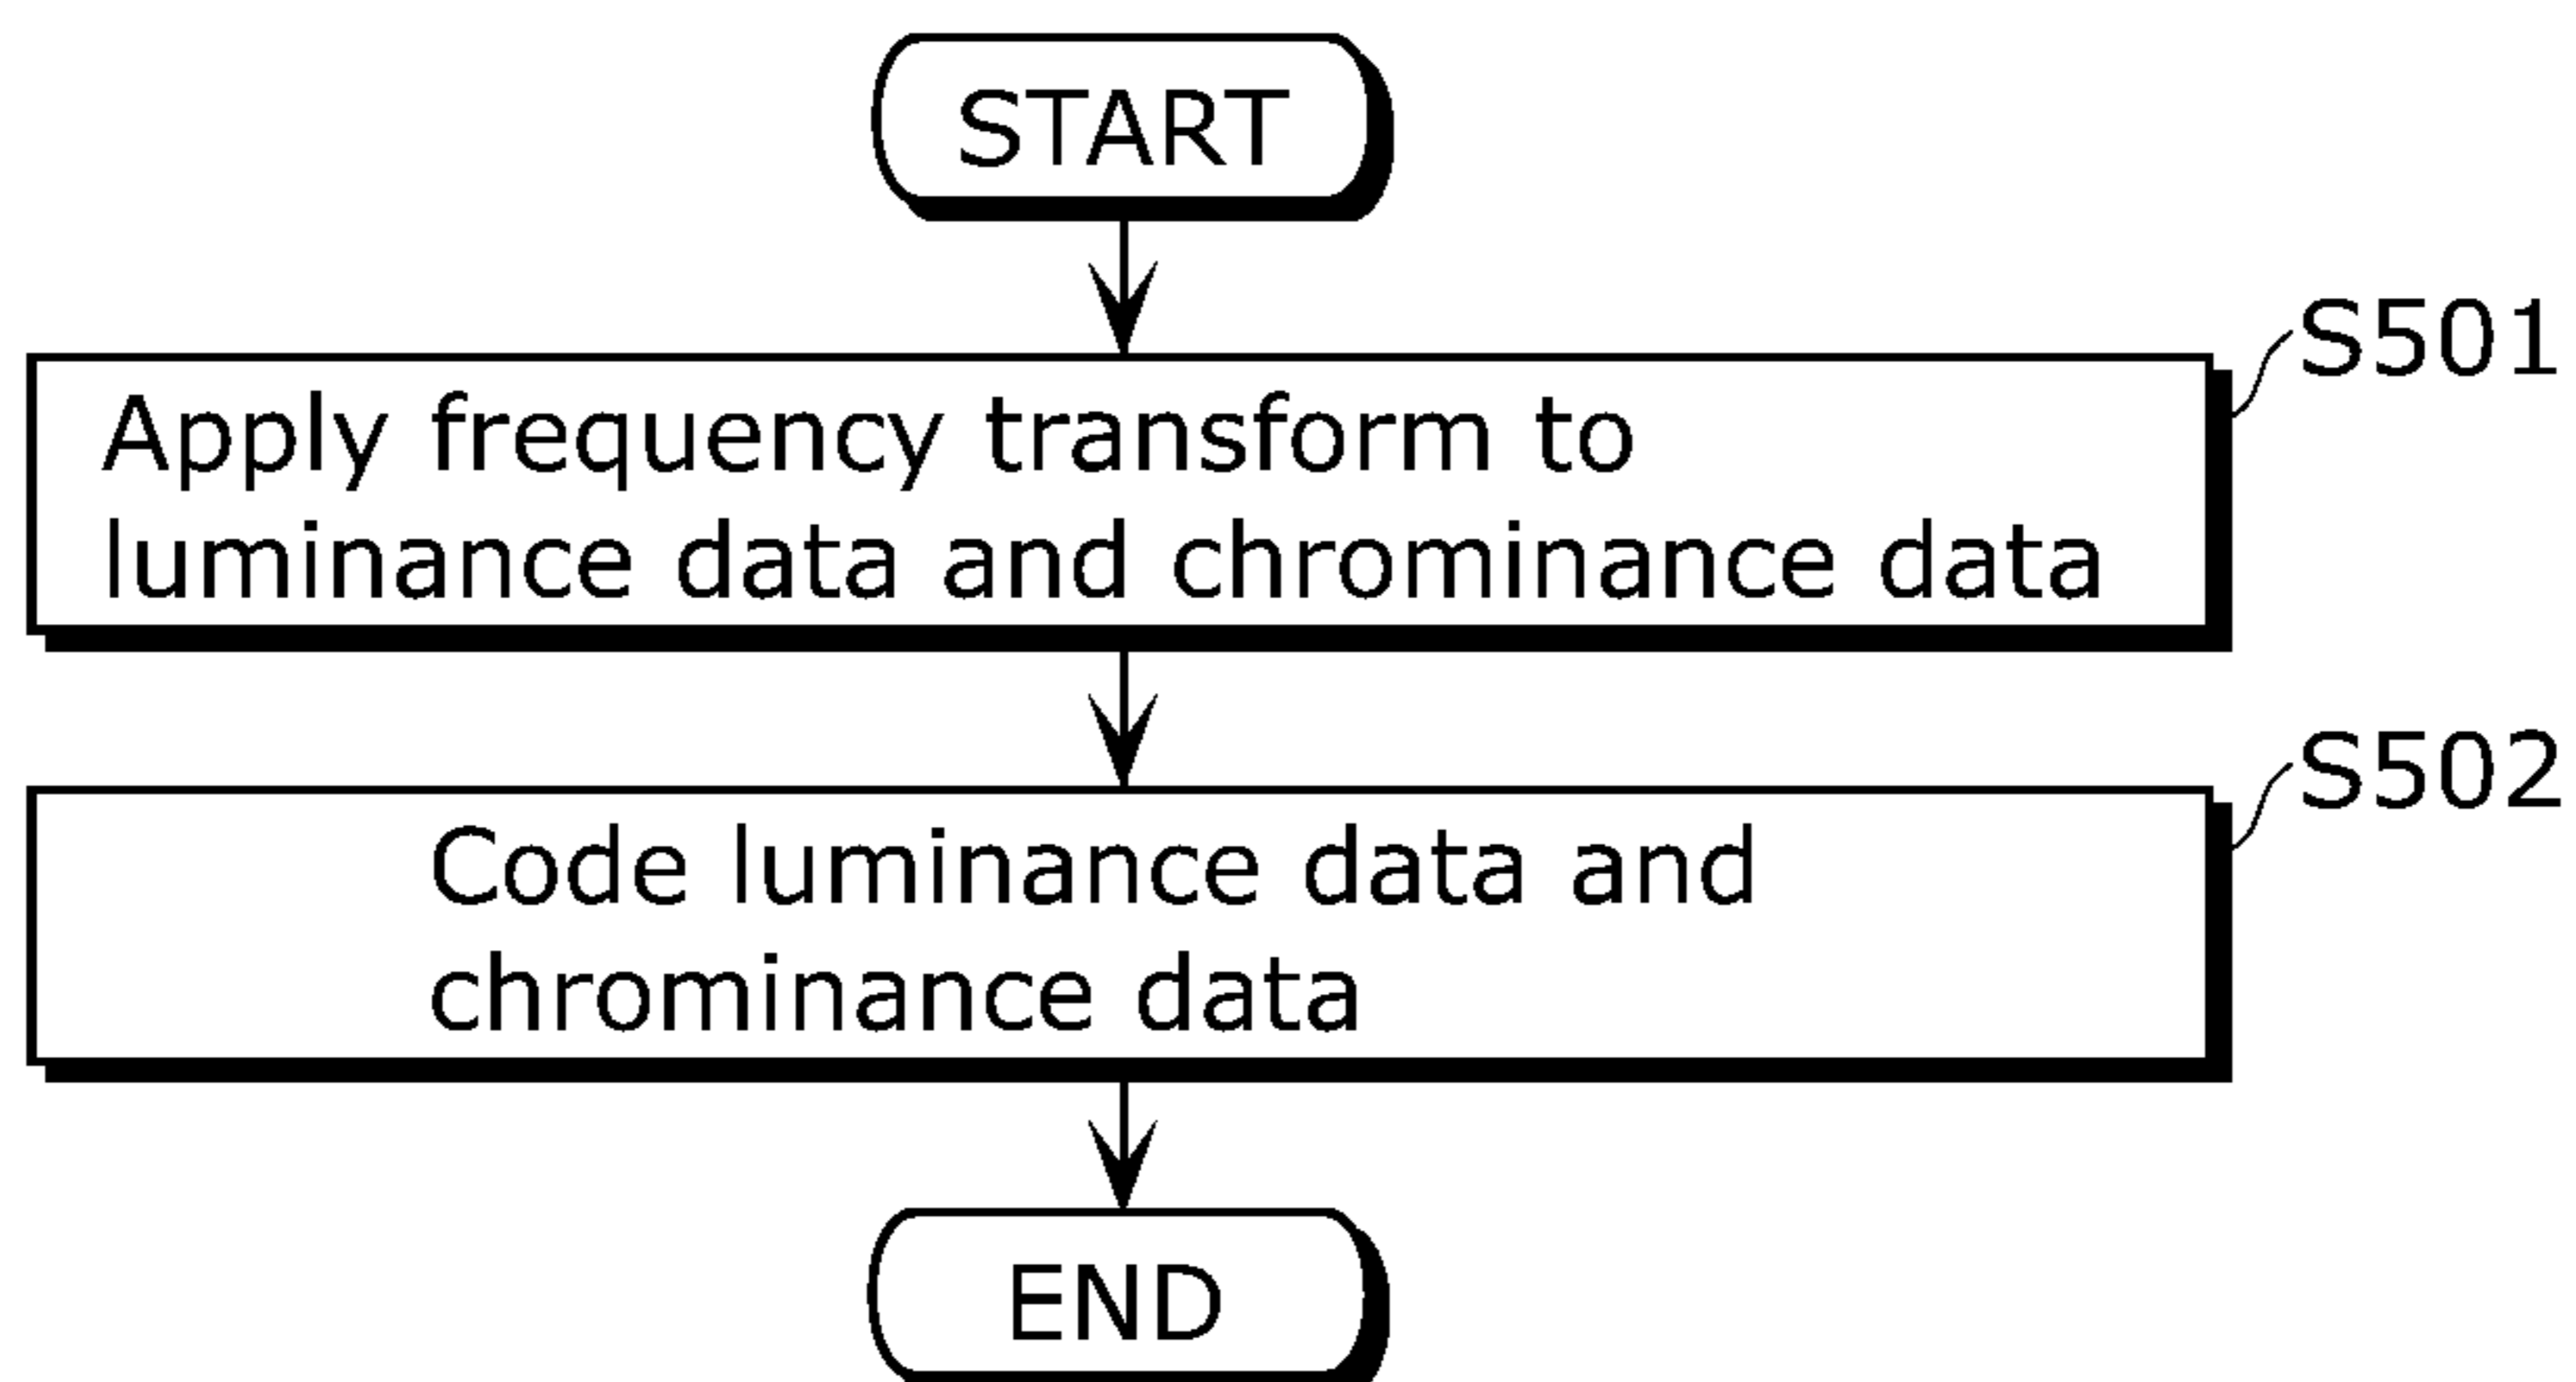 START
S501
Apply frequency transform to
luminance data and chrominance data
S502
Code luminance data and
chrominance data
END